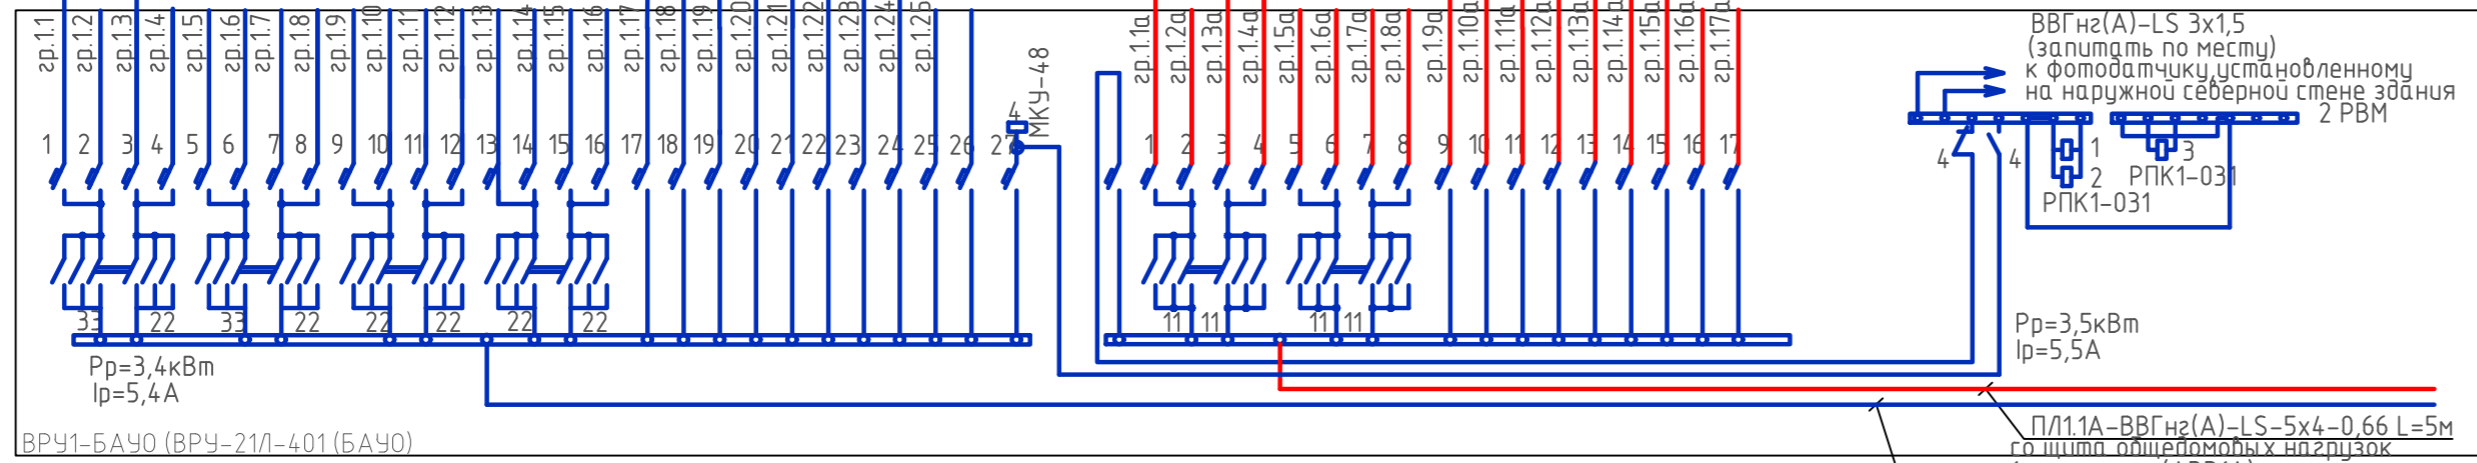 гр.1.1
гр.1.2
гр.1.3
гр.1.4
гр.1.5
гр.1.6
гр.1.7
гр.1.8
гр.1.9
гр.1.10
гр.1.11
гр.1.12
гр.1.13
гр.1.14
гр.1.15
гр.1.16
гр.1.17
гр.1.18
гр.1.19
гр.1.20
гр.1.21
гр.1.22
гр.1.23
гр.1.24
гр.1.25
МКУ-48
4
гр.1.1а
гр.1.2а
гр.1.3а
гр.1.4а
гр.1.5а
гр.1.6а
гр.1.7а
гр.1.8а
гр.1.9а
гр.1.10а
гр.1.11а
гр.1.12а
гр.1.13а
гр.1.14а
гр.1.15а
гр.1.16а
гр.1.17а
ВВГнг(А)-LS 3х1,5
(запитать по месту)
к фотодатчику,установленному
на наружной северной стене здания
2 РВМ
1 2 3 4 5 6 7 8 9 10 11 12 13 14 15 16 17 18 19 20 21 22 23 24 25 26 27
1 2 3 4 5 6 7 8 9 10 11 12 13 14 15 16 17
4 4
1
2
РПК1-031
3
РПК1-031
33 22 33 22 22 22 22 22
11 11 11 11
Рр=3,4кВт
Iр=5,4А
Рр=3,5кВт
Iр=5,5А
ВРУ1-БАУО (ВРУ-21Л-401 (БАУО)
ПЛ1.1А-ВВГнг(А)-LS-5х4-0,66 L=5м
со щита общедомовых нагрузок